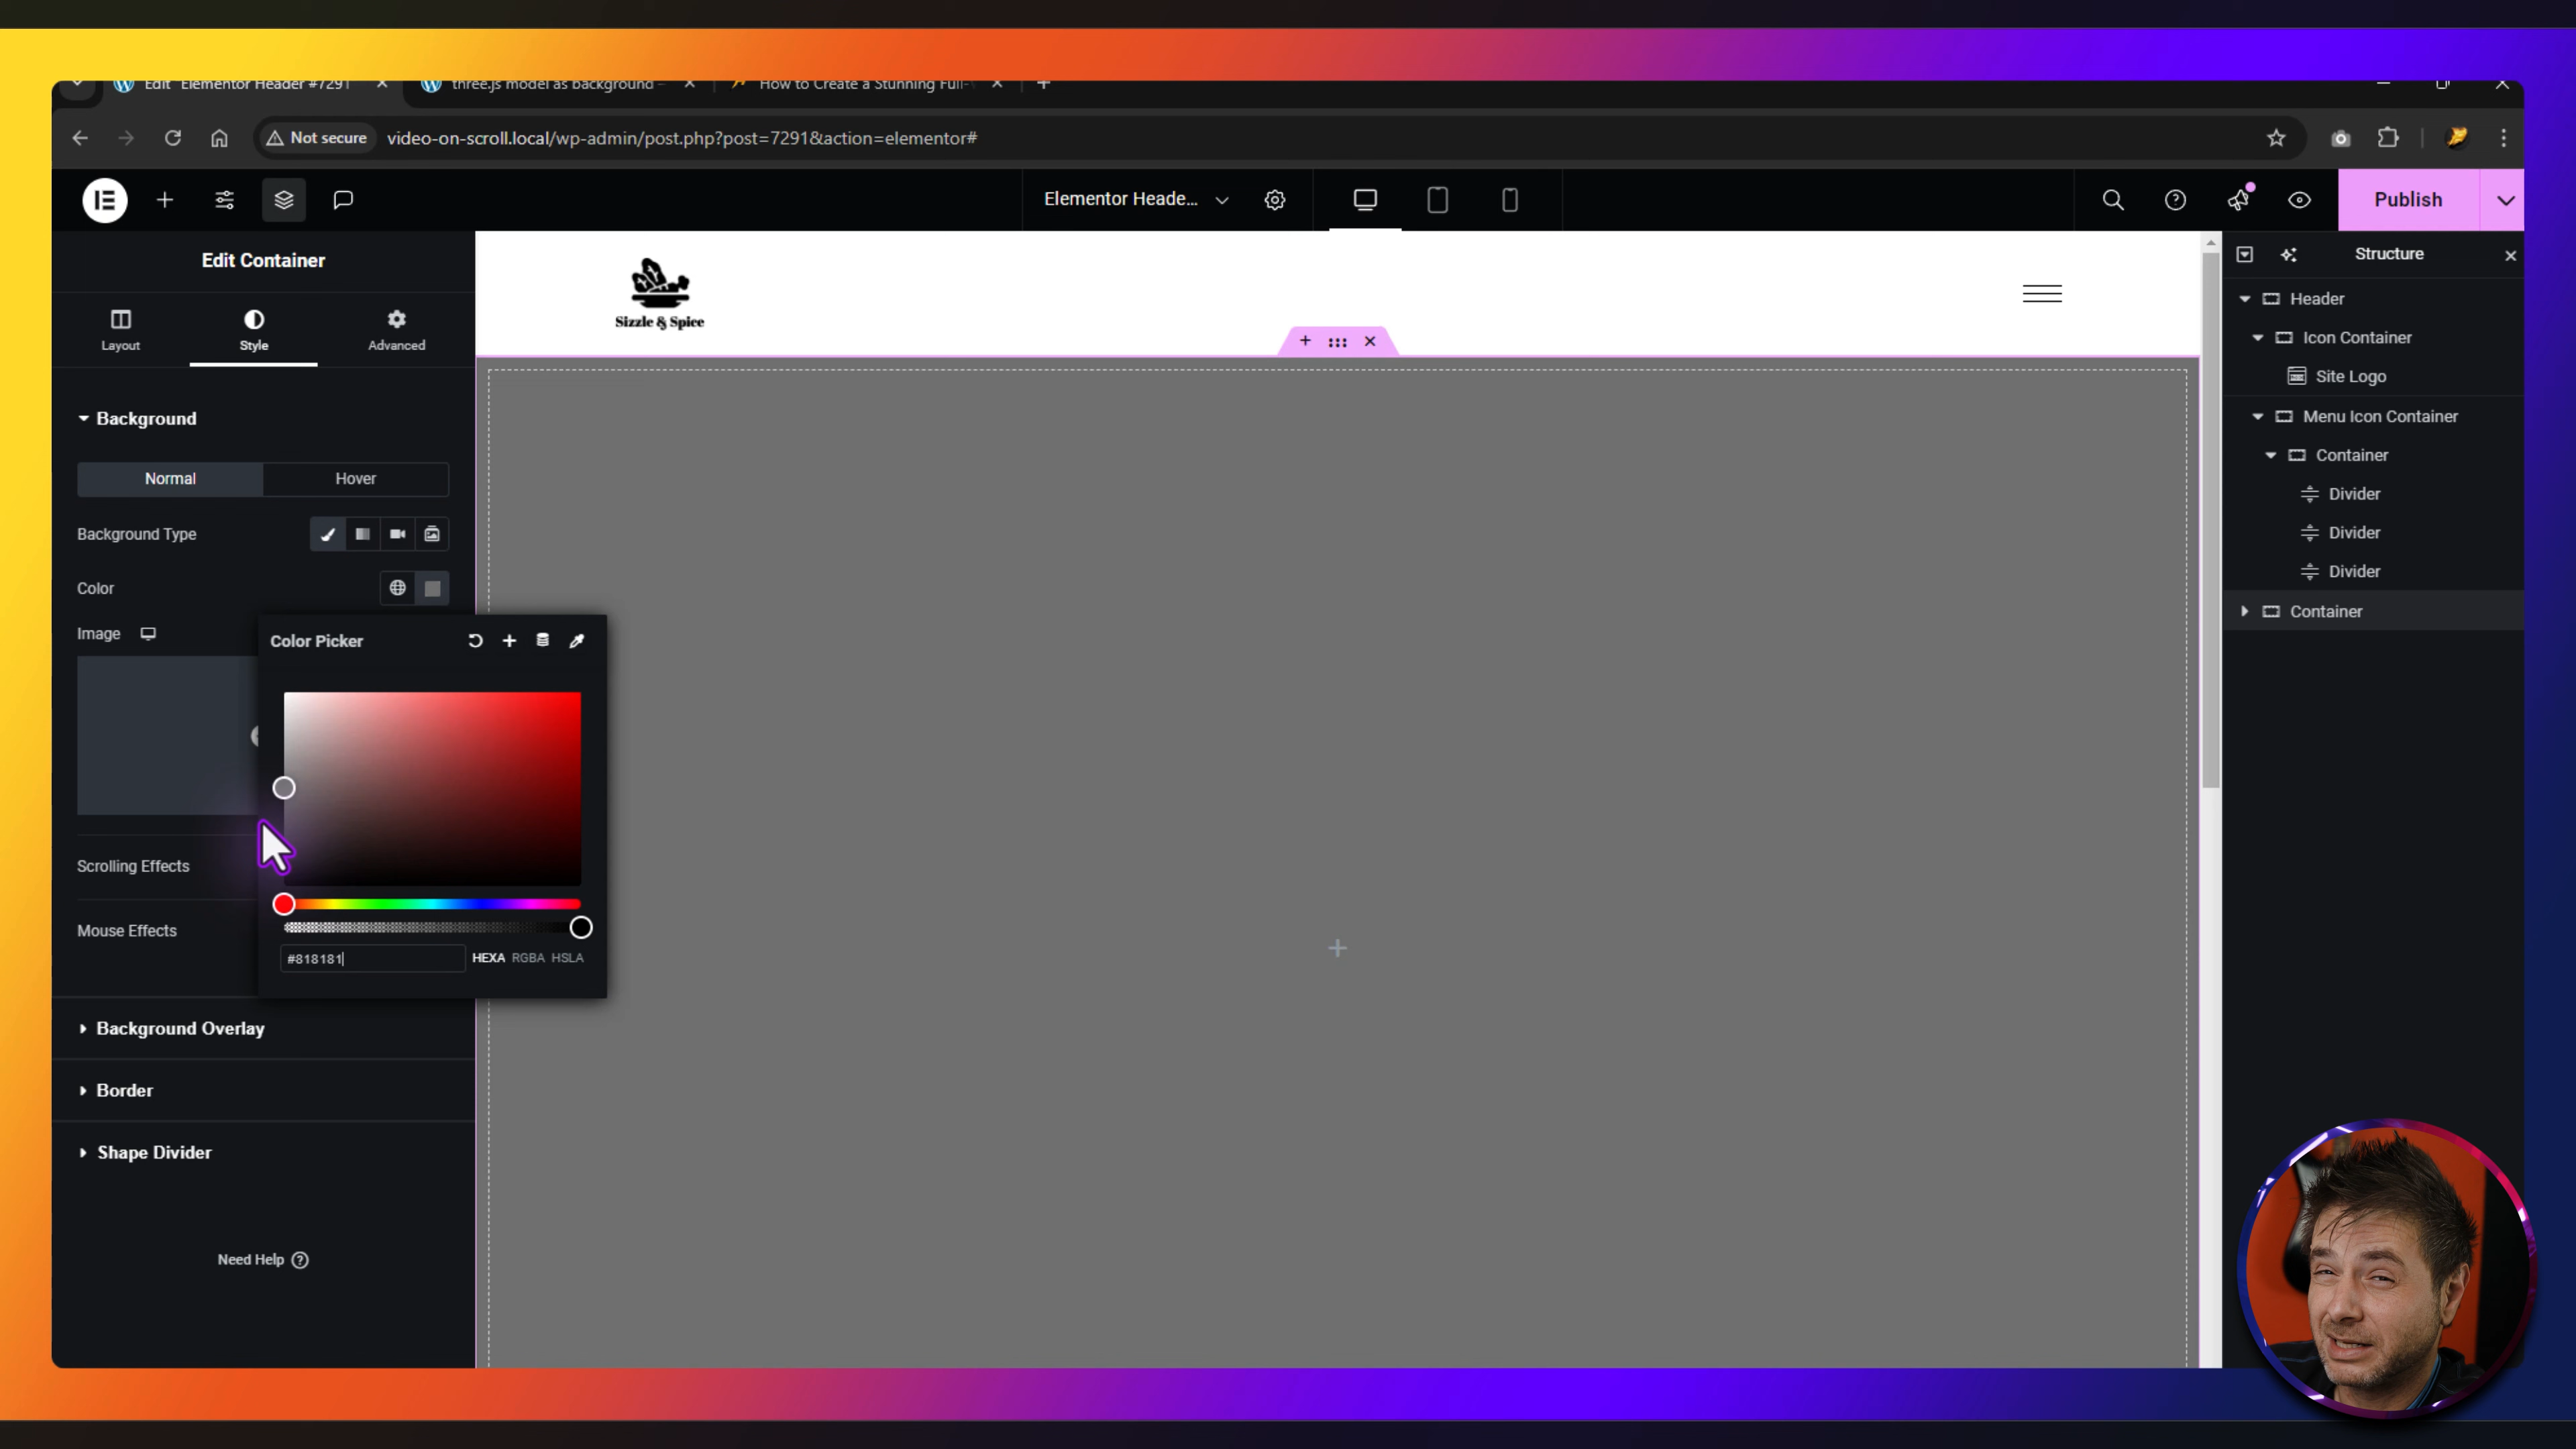 Edit "Elementor Header #7291
three.js model as background –
How to Create a Stunning Full-
Not secure
video-on-scroll.local/wp-admin/post.php?post=7291&action=elementor#
Elementor Heade...
Publish
Edit Container
Layout
Style
Advanced
Background
Normal
Hover
Background Type
Color
Image
Color Picker
#818181
HEXA RGBA HSLA
Scrolling Effects
Mouse Effects
Background Overlay
Border
Shape Divider
Need Help
Sizzle & Spice
Structure
Header
Icon Container
Site Logo
Menu Icon Container
Container
Divider
Divider
Divider
Container